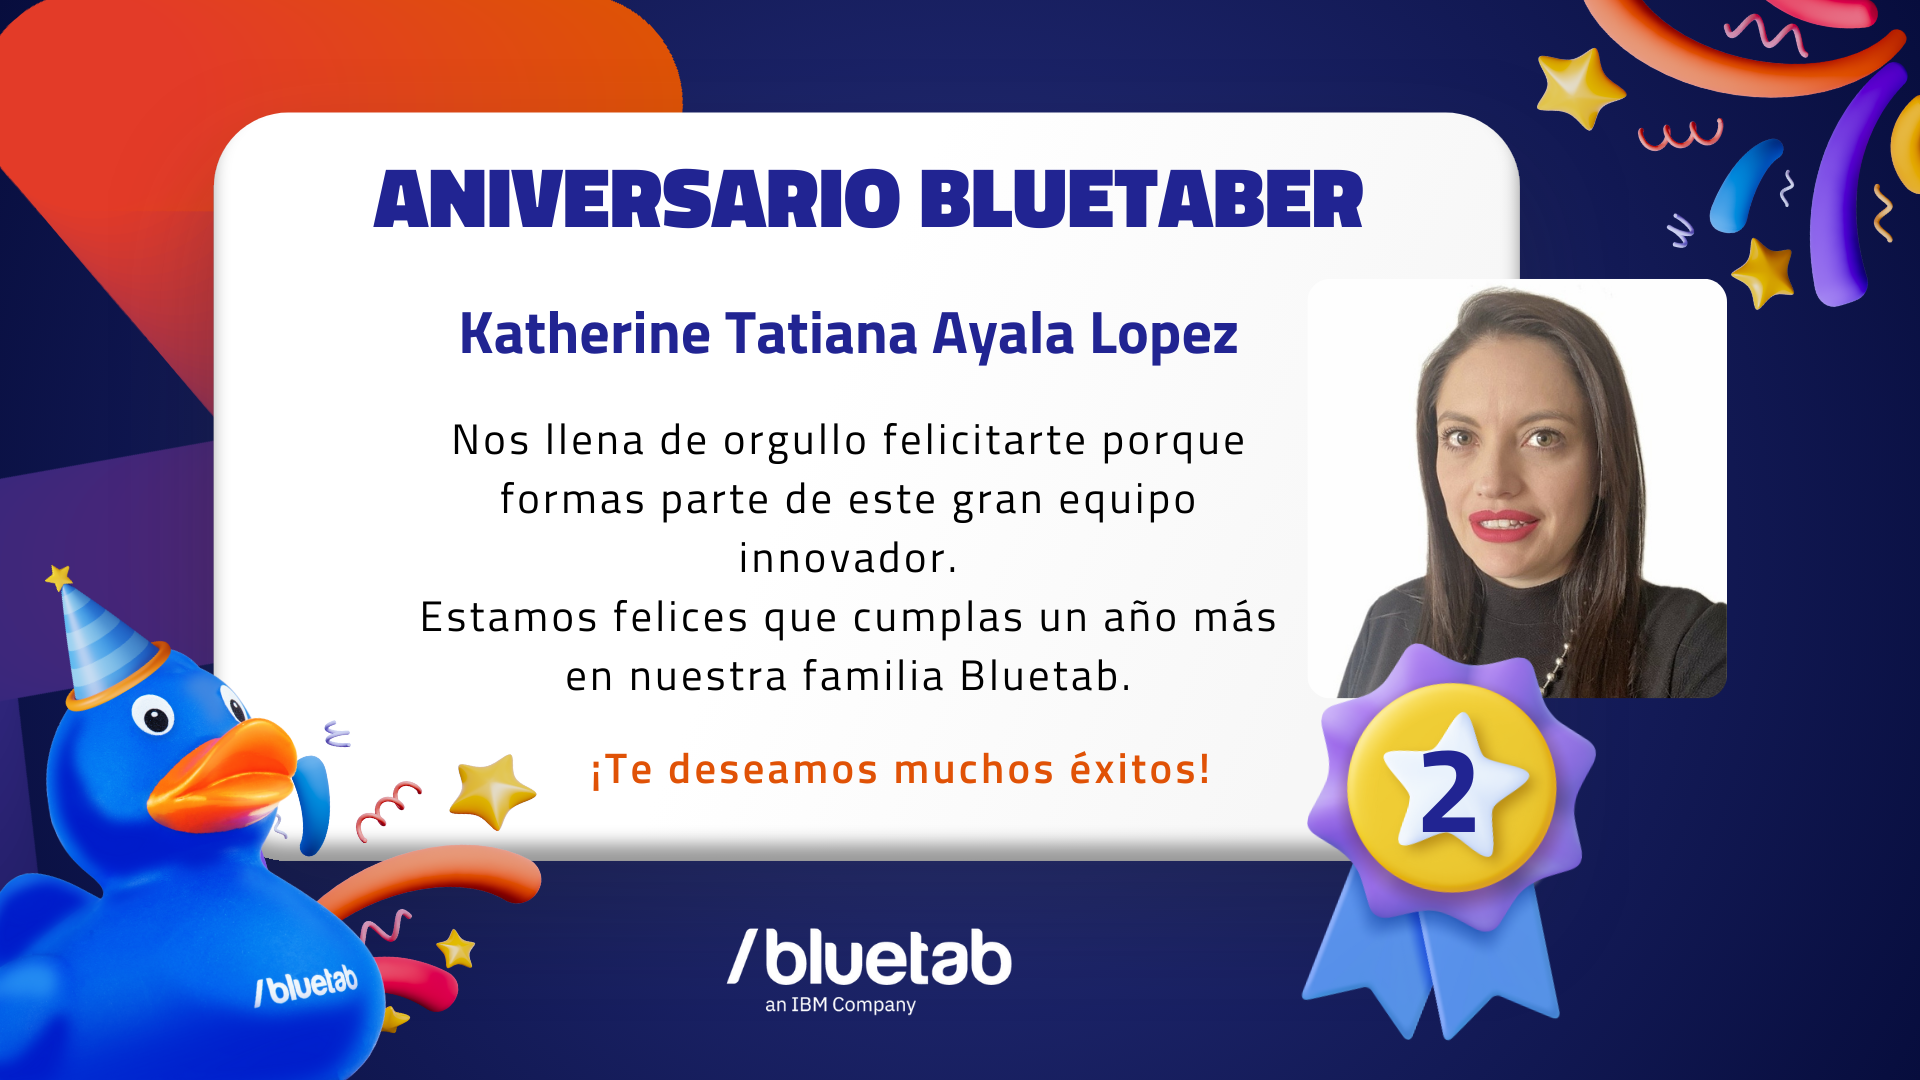 ANIVERSARIO BLUETABER
Katherine Tatiana Ayala Lopez
Nos llena de orgullo felicitarte porque
formas parte de este gran equipo
innovador.
Estamos felices que cumplas un año más
en nuestra familia Bluetab.
¡Te deseamos muchos éxitos!
2
/bluetab
/bluetab
an IBM Company